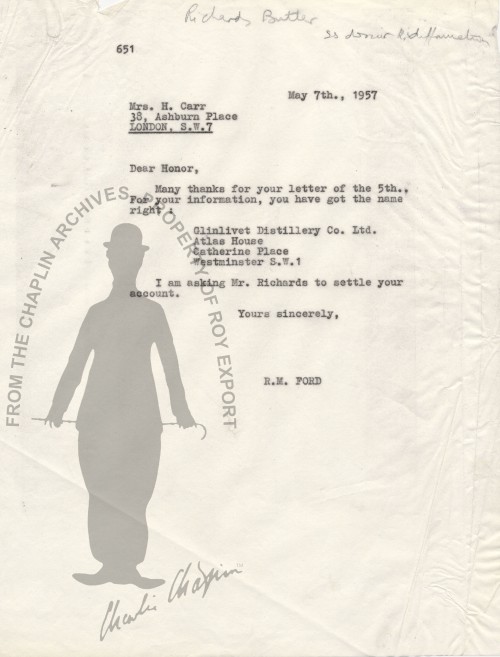 Richards Butler
dossier
651
May 7th., 1957
Mrs. H. Carr
38, Ashburn Place
LONDON, S.W.7
Dear Honor,
Many thanks for your letter of the 5th.,
For your information, you have got the name
right :
Glinlivet Distillery Co. Ltd.
Atlas House
Catherine Place
Westminster S.W.1
I am asking Mr. Richards to settle your
account.
Yours sincerely,
R.M. FORD
FROM THE CHAPLIN ARCHIVES, PROPERTY OF ROY EXPORT
Charlie Chaplin